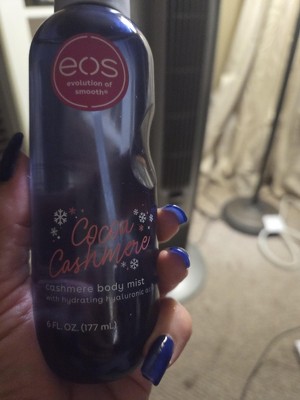 eos
evolution of
smooth®
Cocoa
Cashmere
cashmere body mist
with hydrating hyaluronic
6 FL. OZ. (177 mL)